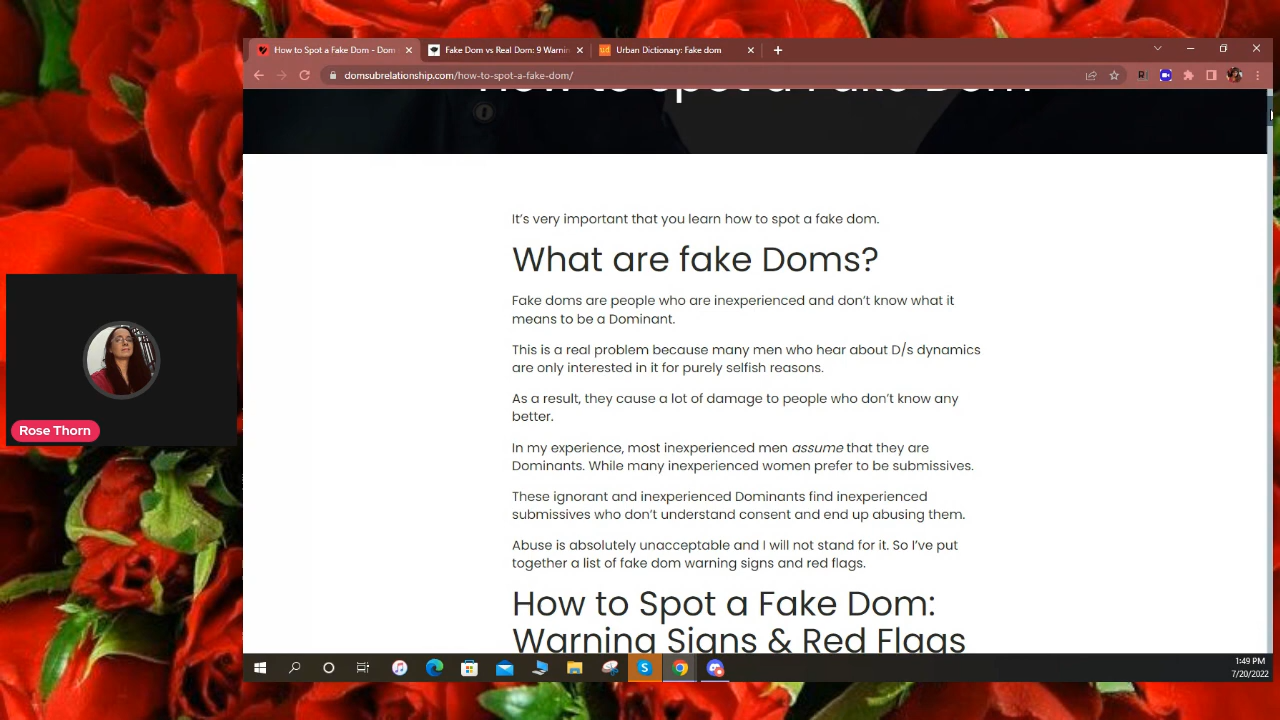 How to Spot a Fake Dom - Dom
Fake Dom vs Real Dom: 9 Warnin
ud
Urban Dictionary: Fake dom
domsubrelationship.com/how-to-spot-a-fake-dom/
How to Spot a Fake Dom
It's very important that you learn how to spot a fake dom.
What are fake Doms?
Fake doms are people who are inexperienced and don't know what it
means to be a Dominant.
This is a real problem because many men who hear about D/s dynamics
are only interested in it for purely selfish reasons.
As a result, they cause a lot of damage to people who don't know any
better.
In my experience, most inexperienced men assume that they are
Dominants. While many inexperienced women prefer to be submissives.
These ignorant and inexperienced Dominants find inexperienced
submissives who don't understand consent and end up abusing them.
Abuse is absolutely unacceptable and I will not stand for it. So I've put
together a list of fake dom warning signs and red flags.
How to Spot a Fake Dom:
Warning Signs & Red Flags
Rose Thorn
S
1:49 PM
7/20/2022